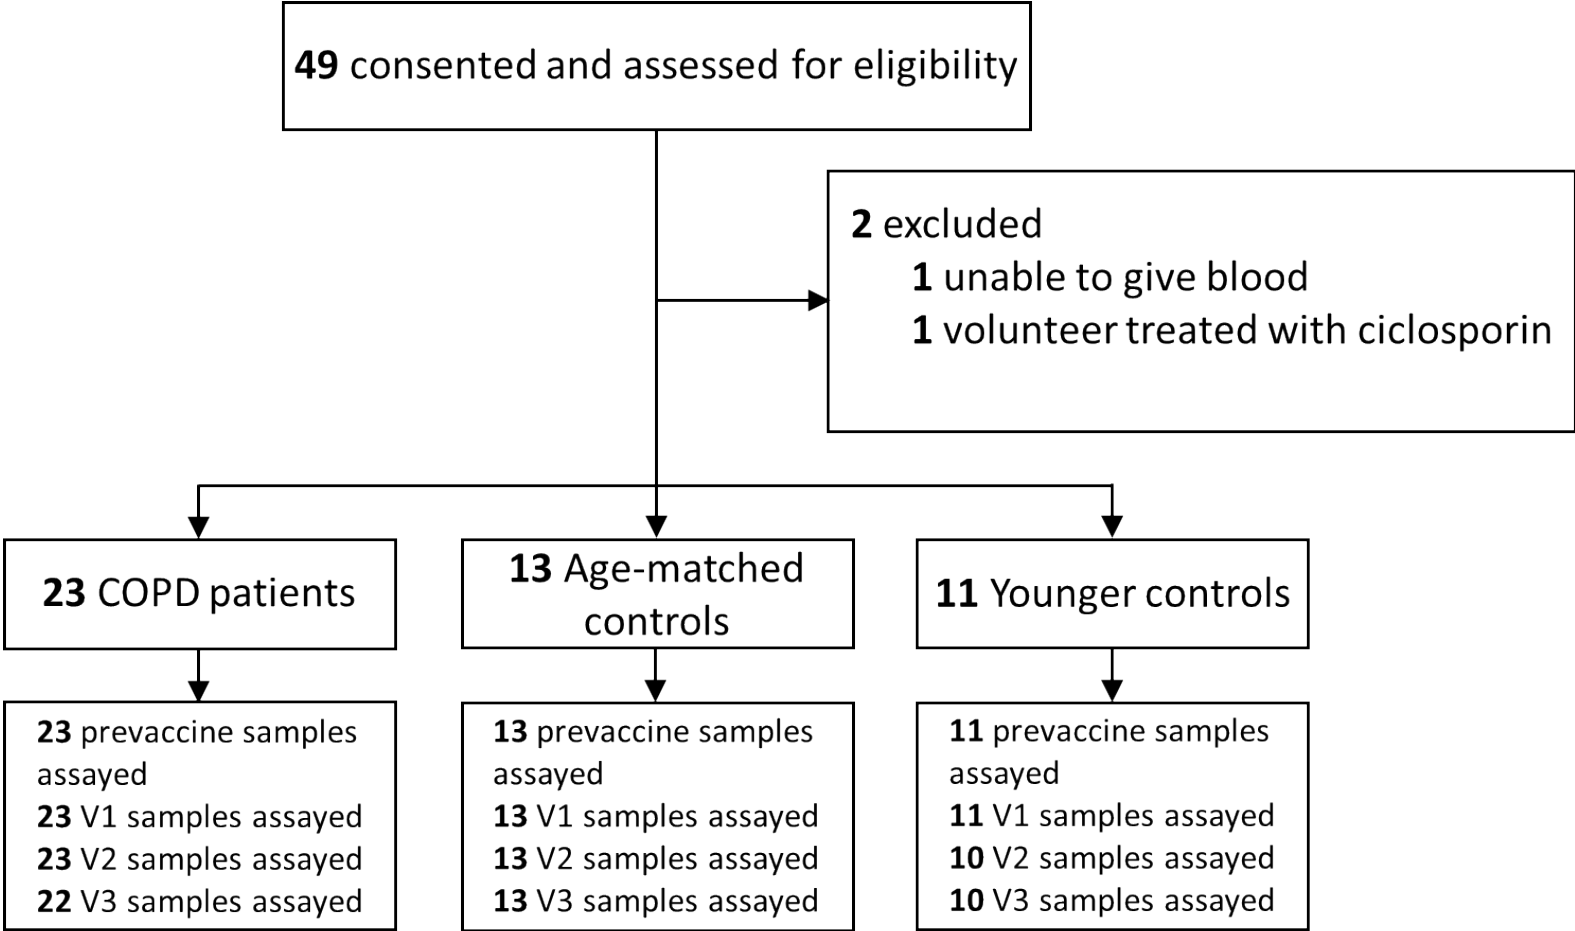 49 consented and assessed for eligibility
2 excluded
1 unable to give blood
1 volunteer treated with ciclosporin
23 COPD patients
13 Age-matched
controls
11 Younger controls
23 prevaccine samples
assayed
23 V1 samples assayed
23 V2 samples assayed
22 V3 samples assayed
13 prevaccine samples
assayed
13 V1 samples assayed
13 V2 samples assayed
13 V3 samples assayed
11 prevaccine samples
assayed
11 V1 samples assayed
10 V2 samples assayed
10 V3 samples assayed